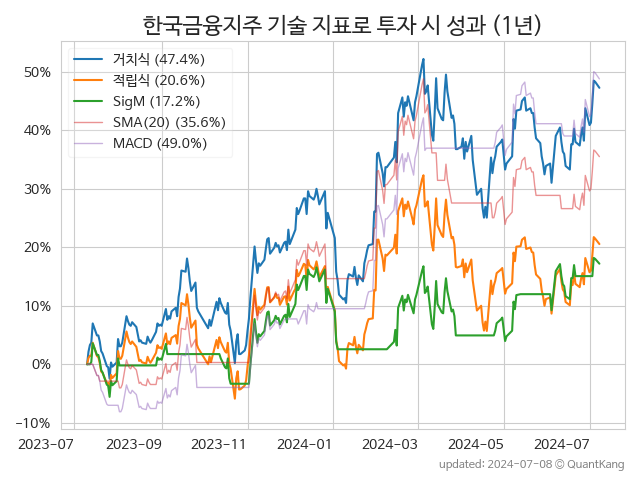 한국금융지주 기술 지표로 투자 시 성과 (1년)
거치식 (47.4%)
적립식 (20.6%)
SigM (17.2%)
SMA(20) (35.6%)
MACD (49.0%)
50%
40%
30%
20%
10%
0%
−10%
2023-07
2023-09
2023-11
2024-01
2024-03
2024-05
2024-07
updated: 2024-07-08 © QuantKang